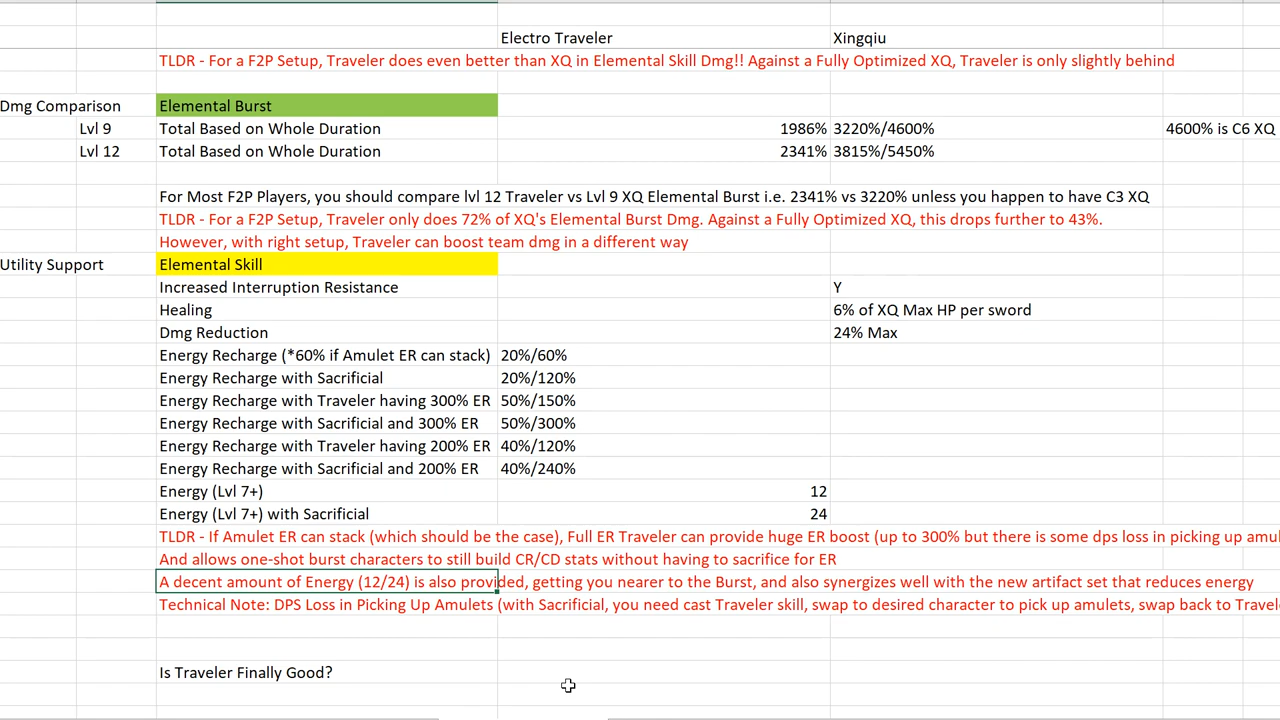 Electro Traveler Xingqiu
TLDR - For a F2P Setup, Traveler does even better than XQ in Elemental Skill Dmg!! Against a Fully Optimized XQ, Traveler is only slightly behind
Dmg Comparison Elemental Burst
Lvl 9 Total Based on Whole Duration 1986% 3220%/4600% 4600% is C6 XQ
Lvl 12 Total Based on Whole Duration 2341% 3815%/5450%
For Most F2P Players, you should compare lvl 12 Traveler vs Lvl 9 XQ Elemental Burst i.e. 2341% vs 3220% unless you happen to have C3 XQ
TLDR - For a F2P Setup, Traveler only does 72% of XQ's Elemental Burst Dmg. Against a Fully Optimized XQ, this drops further to 43%.
However, with right setup, Traveler can boost team dmg in a different way
Utility Support Elemental Skill
Increased Interruption Resistance Y
Healing 6% of XQ Max HP per sword
Dmg Reduction 24% Max
Energy Recharge (*60% if Amulet ER can stack) 20%/60%
Energy Recharge with Sacrificial 20%/120%
Energy Recharge with Traveler having 300% ER 50%/150%
Energy Recharge with Sacrificial and 300% ER 50%/300%
Energy Recharge with Traveler having 200% ER 40%/120%
Energy Recharge with Sacrificial and 200% ER 40%/240%
Energy (Lvl 7+) 12
Energy (Lvl 7+) with Sacrificial 24
TLDR - If Amulet ER can stack (which should be the case), Full ER Traveler can provide huge ER boost (up to 300% but there is some dps loss in picking up amul
And allows one-shot burst characters to still build CR/CD stats without having to sacrifice for ER
A decent amount of Energy (12/24) is also provided, getting you nearer to the Burst, and also synergizes well with the new artifact set that reduces energy
Technical Note: DPS Loss in Picking Up Amulets (with Sacrificial, you need cast Traveler skill, swap to desired character to pick up amulets, swap back to Travele
Is Traveler Finally Good?